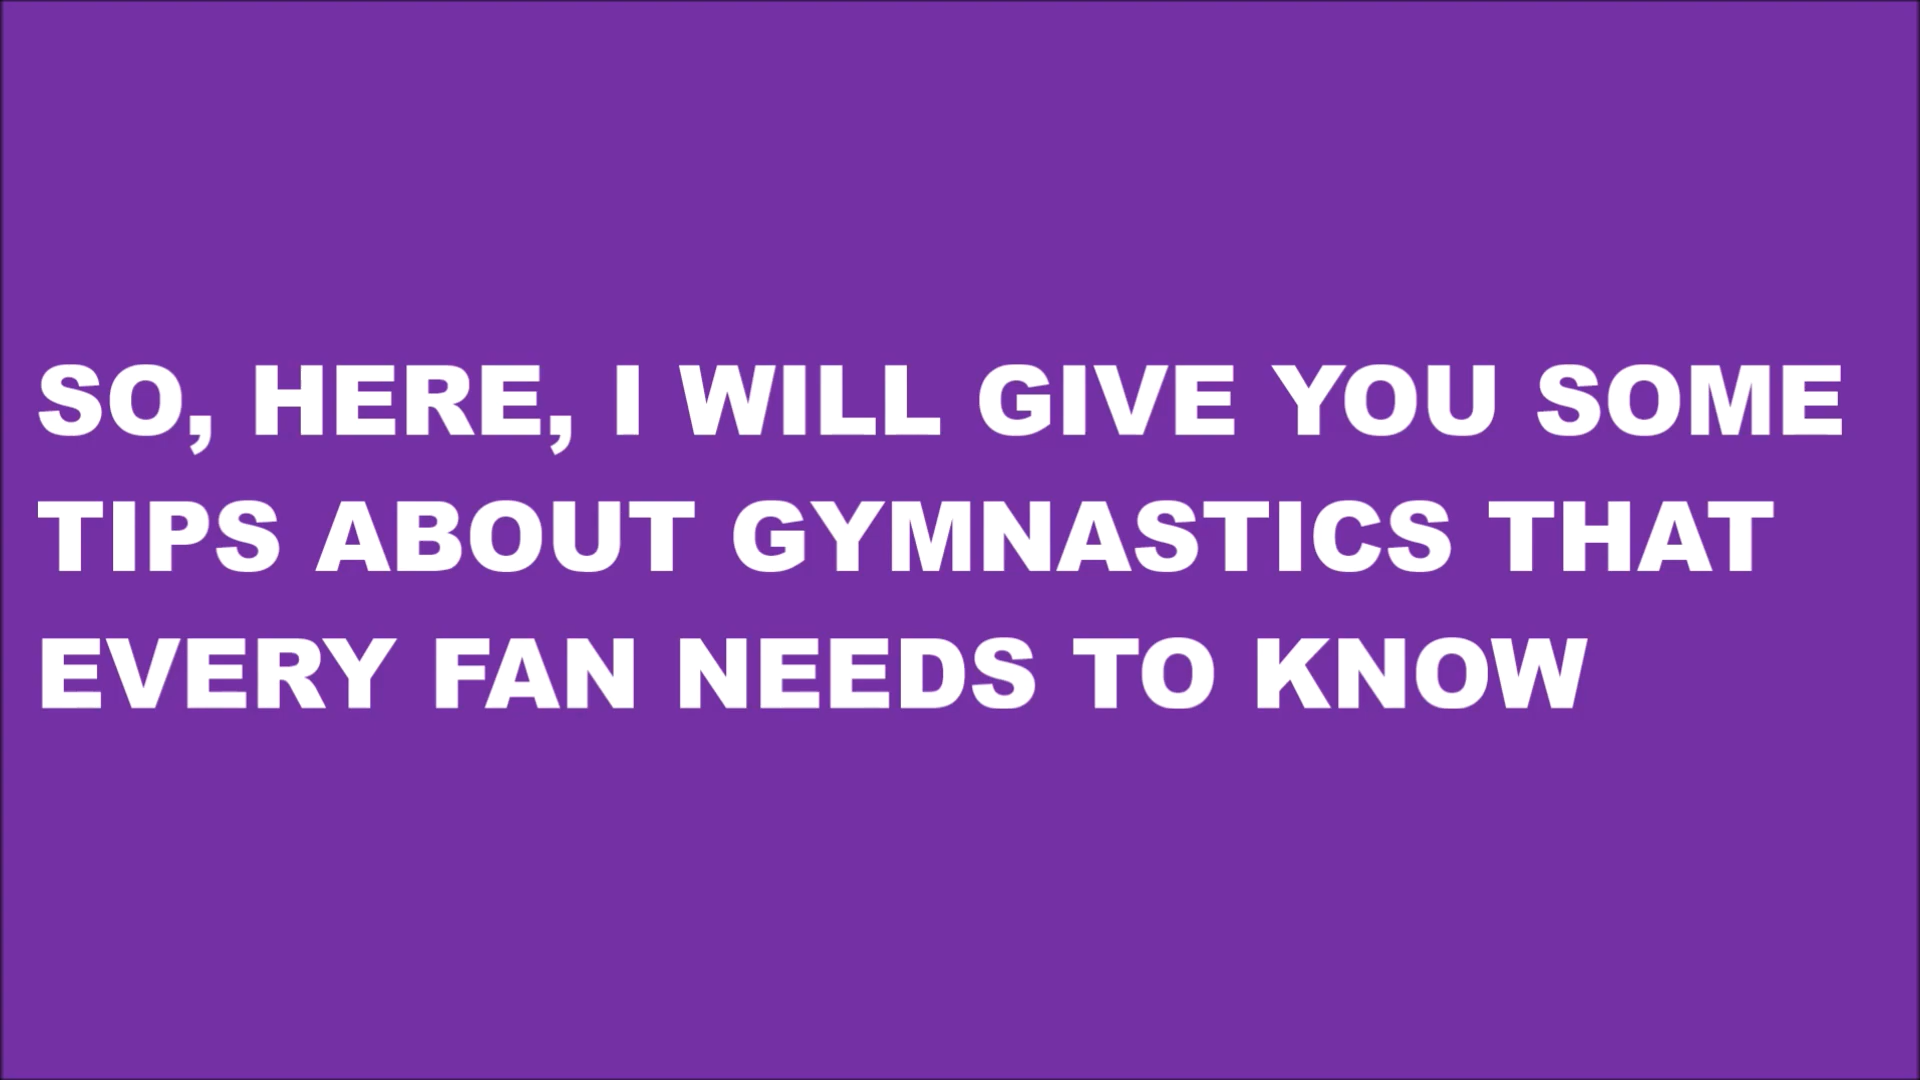 SO, HERE, I WILL GIVE YOU SOME
TIPS ABOUT GYMNASTICS THAT
EVERY FAN NEEDS TO KNOW